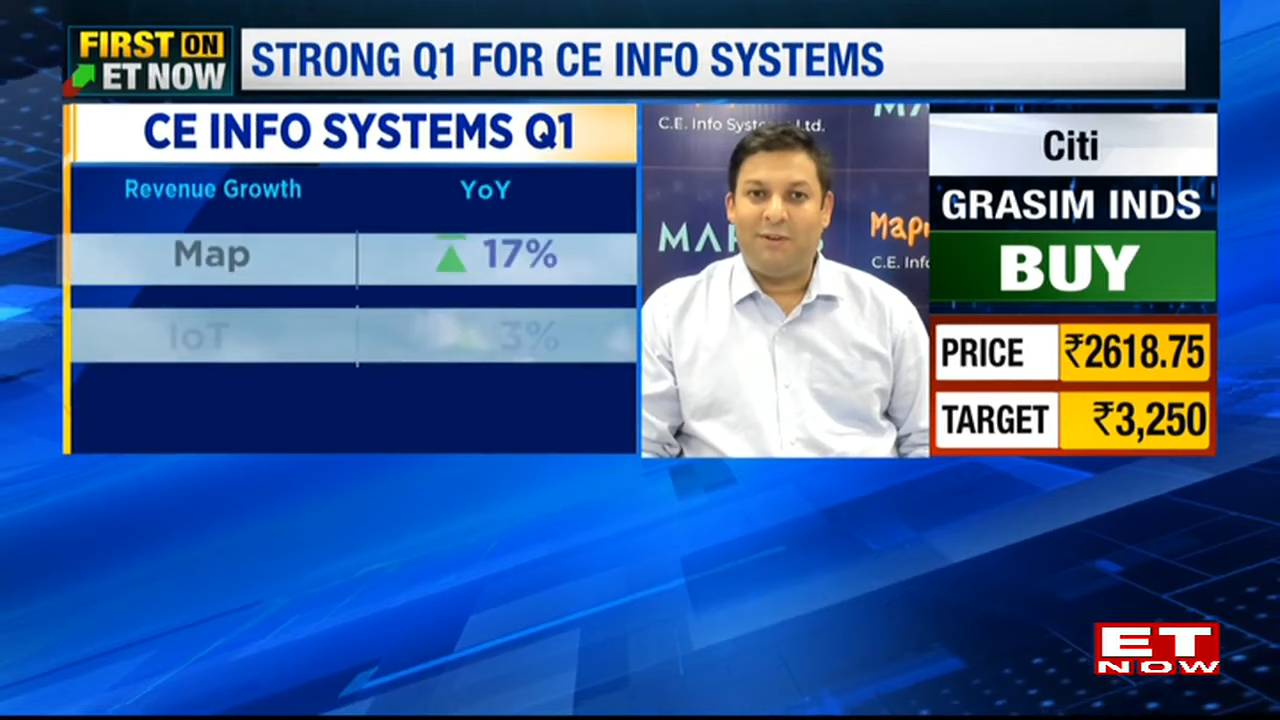 FIRST ON
ET NOW
STRONG Q1 FOR CE INFO SYSTEMS
CE INFO SYSTEMS Q1
Revenue Growth YoY
Map 17%
IoT 3%
C.E. Info Systems Ltd.
C.E. Info
Citi
GRASIM INDS
BUY
PRICE ₹2618.75
TARGET ₹3,250
ET
NOW